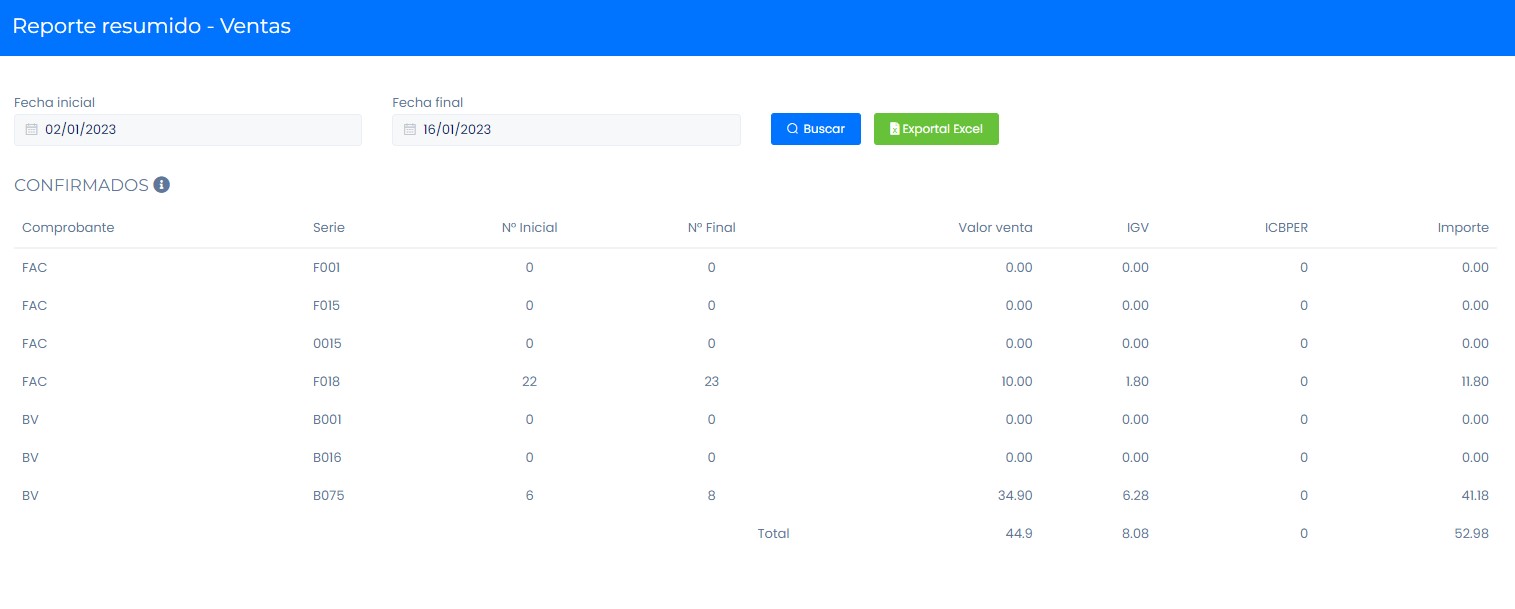 Reporte resumido - Ventas
Fecha inicial Fecha final
02/01/2023 16/01/2023 Buscar Exportal Excel
CONFIRMADOS
Comprobante Serie Nº Inicial Nº Final Valor venta IGV ICBPER Importe
FAC F001 0 0 0.00 0.00 0 0.00
FAC F015 0 0 0.00 0.00 0 0.00
FAC 0015 0 0 0.00 0.00 0 0.00
FAC F018 22 23 10.00 1.80 0 11.80
BV B001 0 0 0.00 0.00 0 0.00
BV B016 0 0 0.00 0.00 0 0.00
BV B075 6 8 34.90 6.28 0 41.18
Total 44.9 8.08 0 52.98